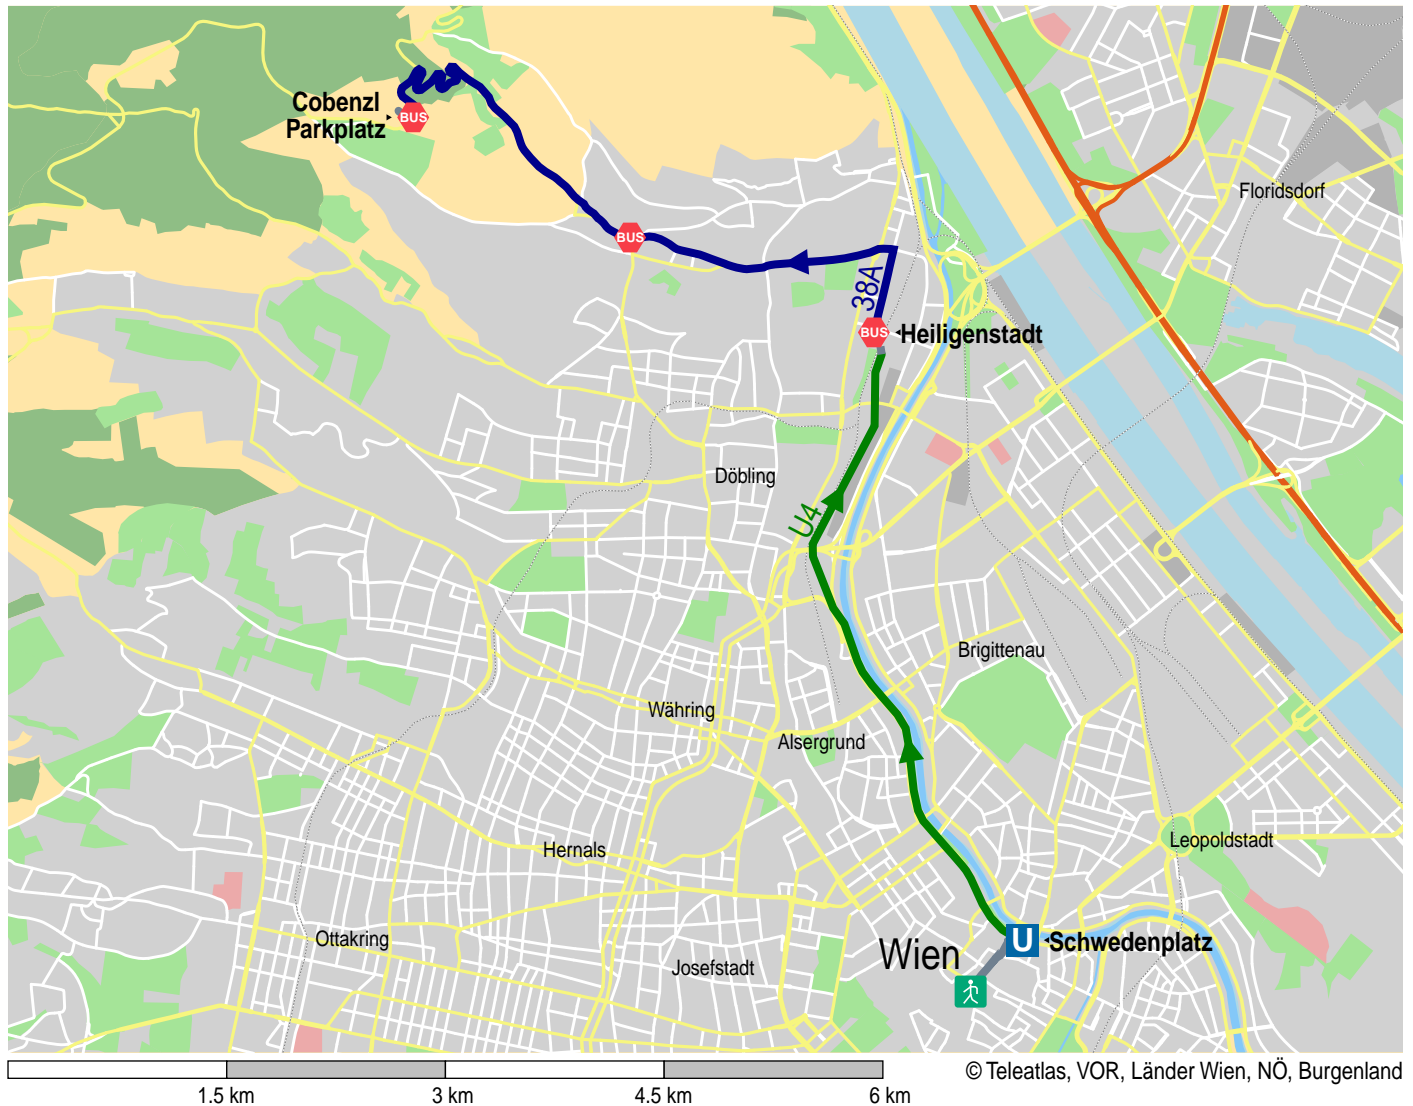 Cobenzl
Parkplatz
BUS
BUS
Floridsdorf
38A
BUS
Heiligenstadt
Döbling
U4
Brigittenau
Währing
Alsergrund
Leopoldstadt
Hernals
Ottakring
Wien
U
Schwedenplatz
Josefstadt
© Teleatlas, VOR, Länder Wien, NÖ, Burgenland
1.5 km
3 km
4.5 km
6 km